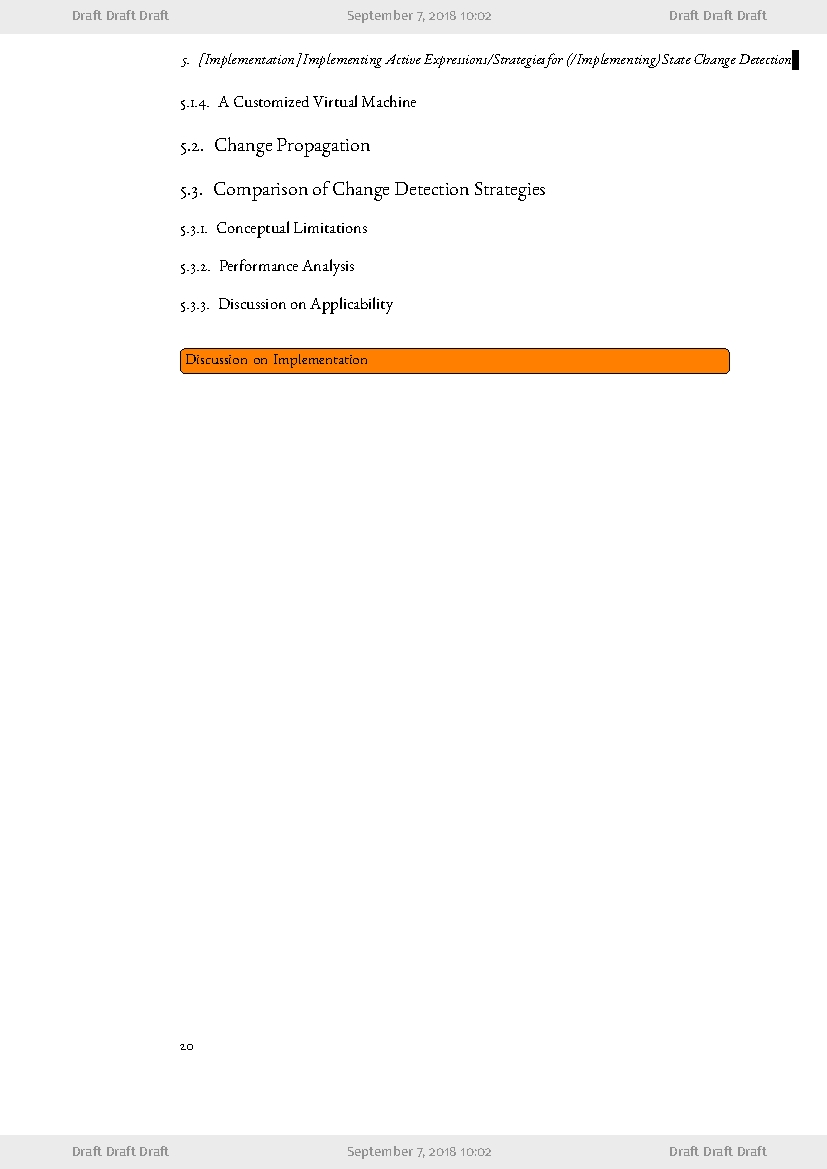 Draft Draft Draft September 7, 2018 10:02 Draft Draft Draft
5. [Implementation] Implementing Active Expressions/Strategies for (/Implementing) State Change Detection
5.1.4. A Customized Virtual Machine
5.2. Change Propagation
5.3. Comparison of Change Detection Strategies
5.3.1. Conceptual Limitations
5.3.2. Performance Analysis
5.3.3. Discussion on Applicability
Discussion on Implementation
20
Draft Draft Draft September 7, 2018 10:02 Draft Draft Draft